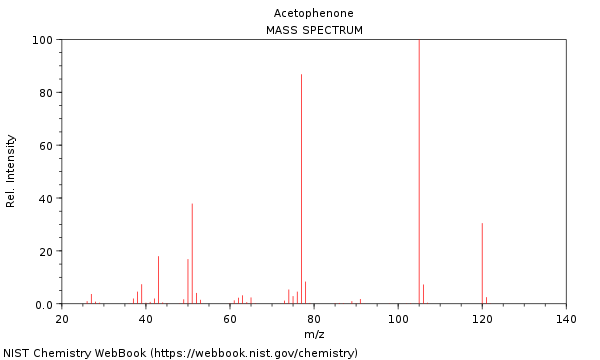 Acetophenone
MASS SPECTRUM
100
80
60
40
20
0.0
Rel. Intensity
20 40 60 80 100 120 140
m/z
NIST Chemistry WebBook (https://webbook.nist.gov/chemistry)